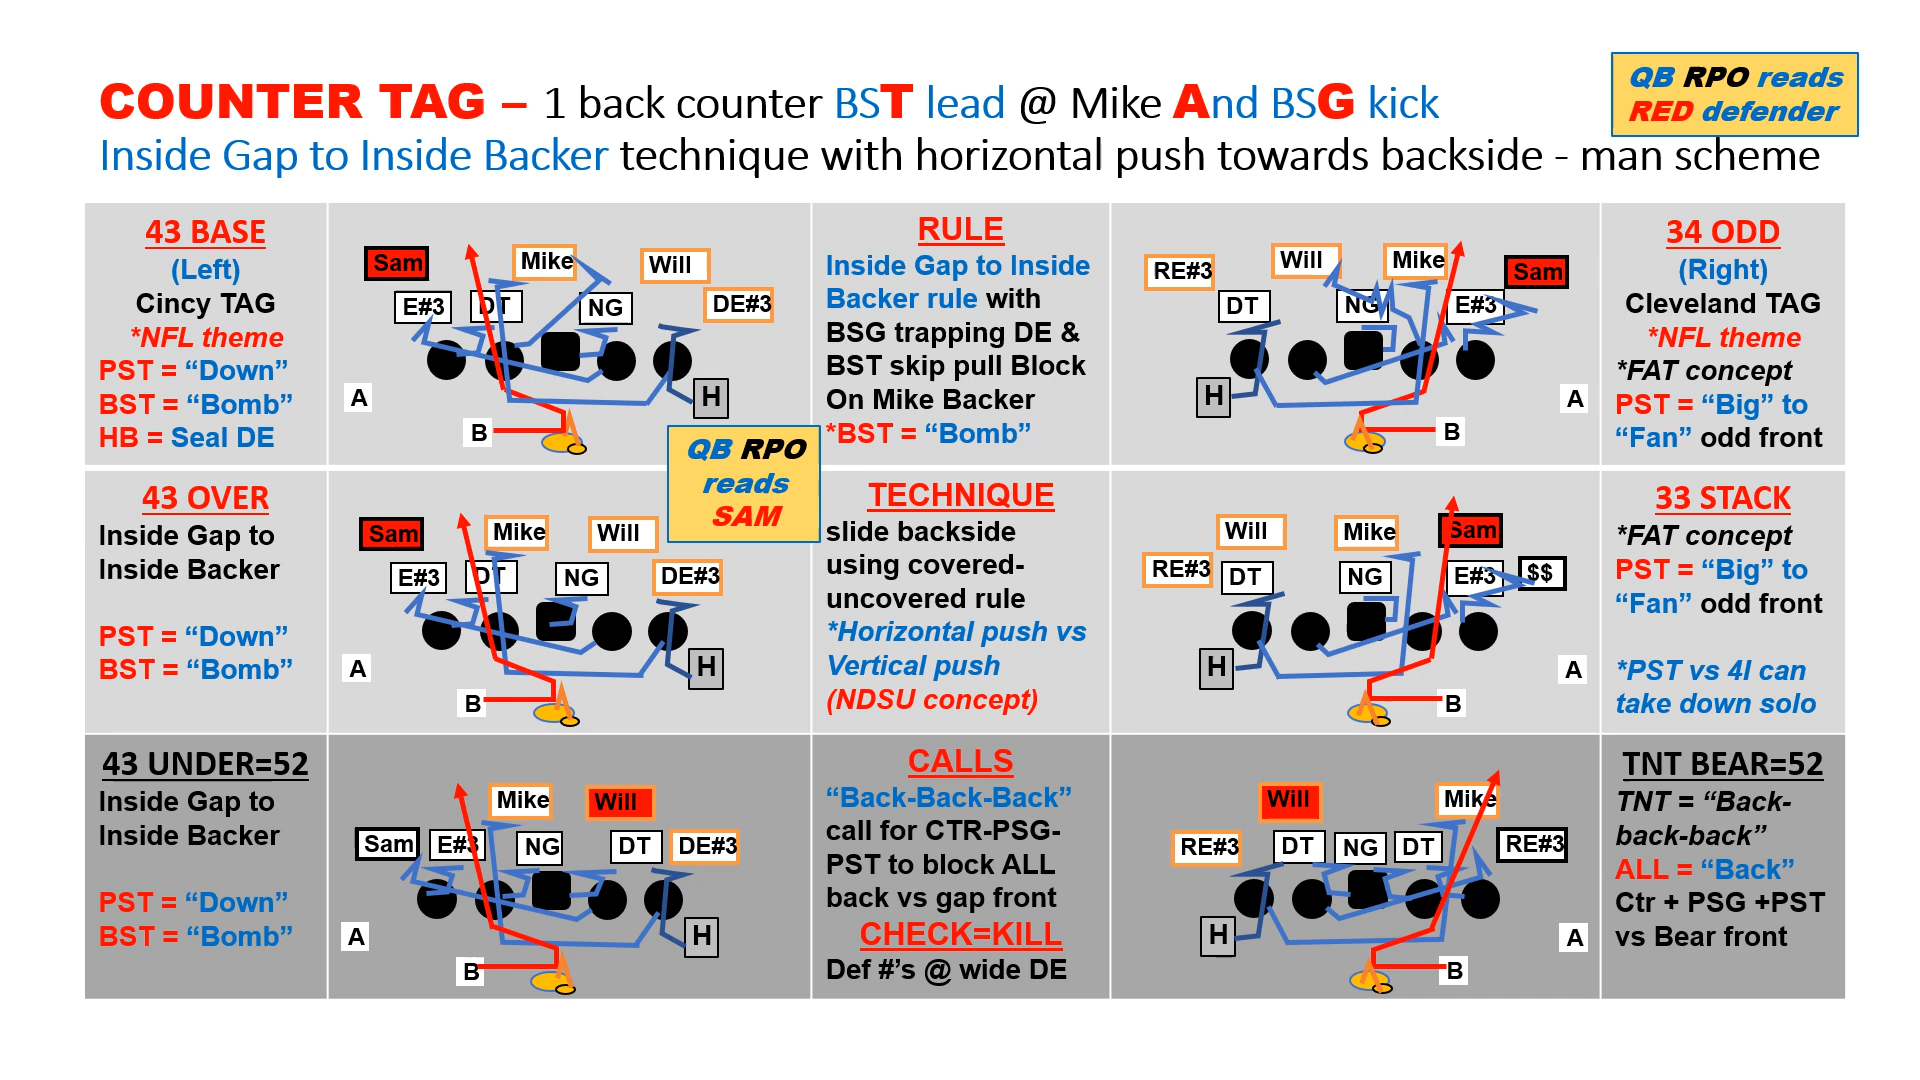 COUNTER TAG – 1 back counter BST lead @ Mike And BSG kick
Inside Gap to Inside Backer technique with horizontal push towards backside - man scheme
QB RPO reads
RED defender
43 BASE
(Left)
Cincy TAG
*NFL theme
PST = “Down”
BST = “Bomb”
HB = Seal DE
Sam
Mike
Will
E#3
DT
NG
DE#3
A
H
B
RULE
Inside Gap to Inside
Backer rule with
BSG trapping DE &
BST skip pull Block
On Mike Backer
*BST = “Bomb”
RE#3
Will
Mike
Sam
DT
NG
E#3
H
A
B
34 ODD
(Right)
Cleveland TAG
*NFL theme
*FAT concept
PST = “Big” to
“Fan” odd front
QB RPO
reads
SAM
43 OVER
Inside Gap to
Inside Backer
PST = “Down”
BST = “Bomb”
Sam
Mike
Will
E#3
DT
NG
DE#3
A
H
B
TECHNIQUE
slide backside
using covered-
uncovered rule
*Horizontal push vs
Vertical push
(NDSU concept)
Will
Mike
Sam
RE#3
DT
NG
E#3
$$
H
A
B
33 STACK
*FAT concept
PST = “Big” to
“Fan” odd front
*PST vs 4I can
take down solo
43 UNDER=52
Inside Gap to
Inside Backer
PST = “Down”
BST = “Bomb”
Mike
Will
Sam
E#3
NG
DT
DE#3
A
H
B
CALLS
“Back-Back-Back”
call for CTR-PSG-
PST to block ALL
back vs gap front
CHECK=KILL
Def #’s @ wide DE
Will
Mike
RE#3
DT
NG
DT
RE#3
H
A
B
TNT BEAR=52
TNT = “Back-
back-back”
ALL = “Back”
Ctr + PSG +PST
vs Bear front